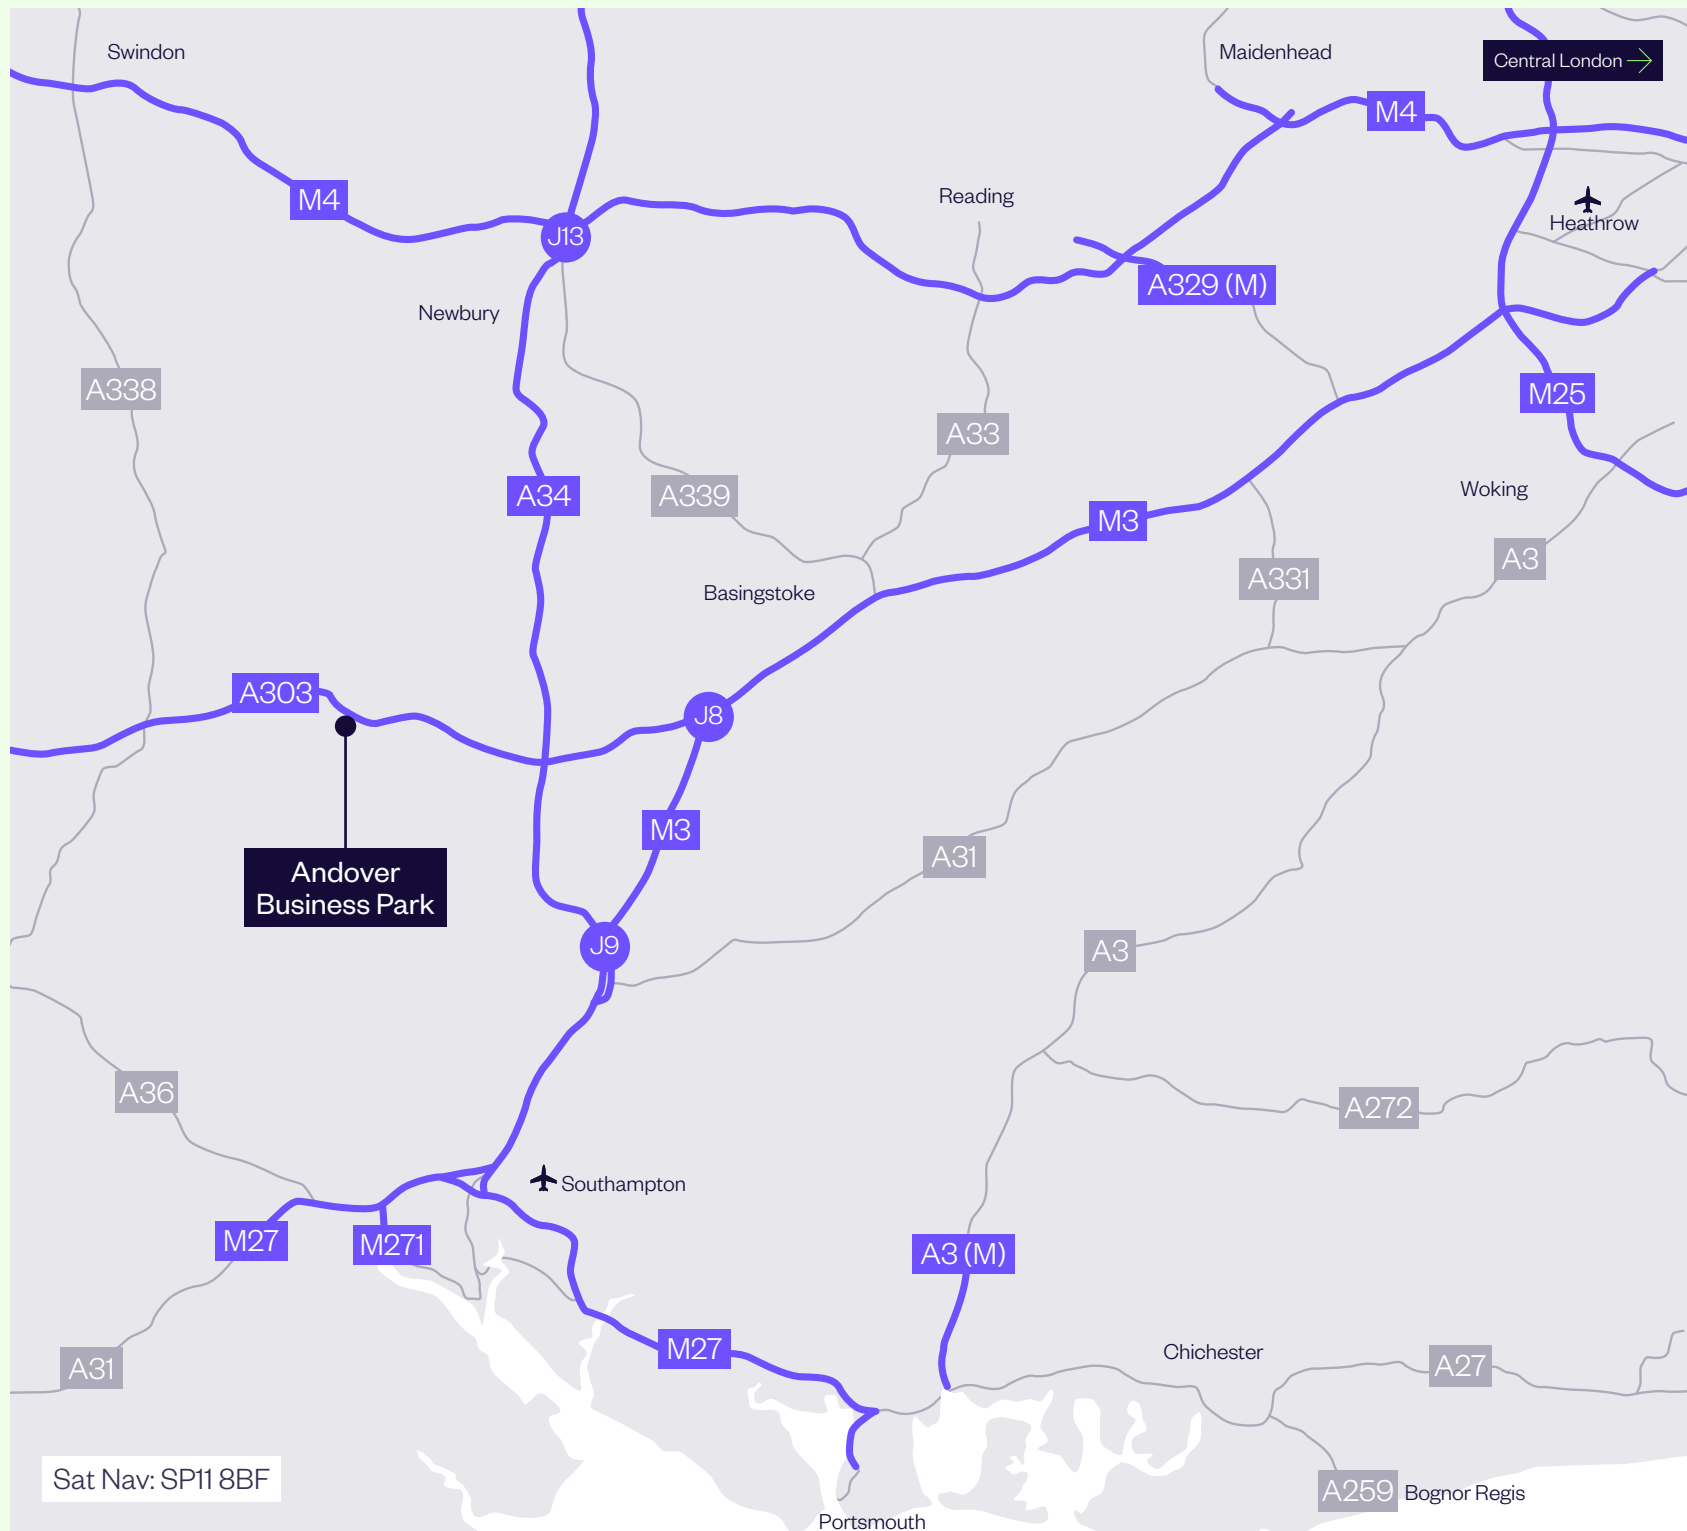 Swindon
Maidenhead
Central London
M4
M4
Reading
J13
Heathrow
A329 (M)
Newbury
A338
M25
A33
A34
A339
Woking
M3
A3
A331
Basingstoke
A303
J8
M3
A31
Andover
Business Park
J9
A3
A36
A272
Southampton
M27
M271
A3 (M)
M27
Chichester
A31
A27
Sat Nav: SP11 8BF
A259
Bognor Regis
Portsmouth